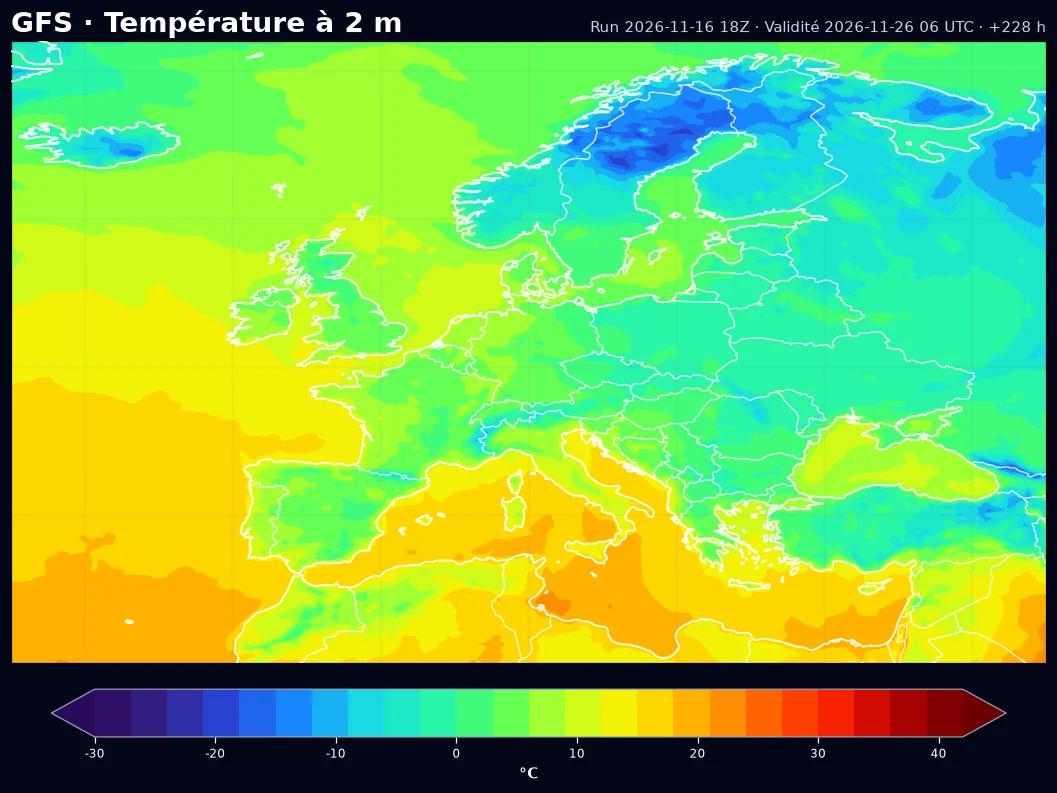 GFS · Température à 2 m
Run 2026-11-16 18Z · Validité 2026-11-26 06 UTC · +228 h
-30 -20 -10 0 10 20 30 40
°C